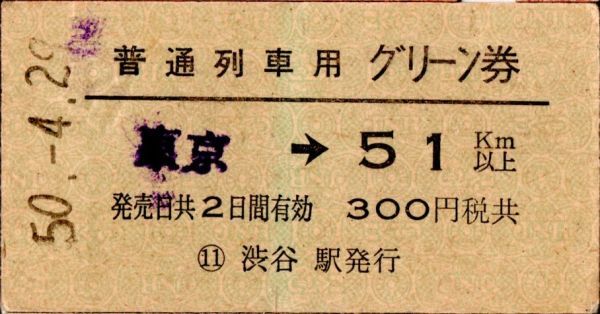 50.-4.29
普通列車用 グリーン券
東京 → 51 Km以上
発売日共2日間有効 300円税共
⑪ 渋谷 駅発行